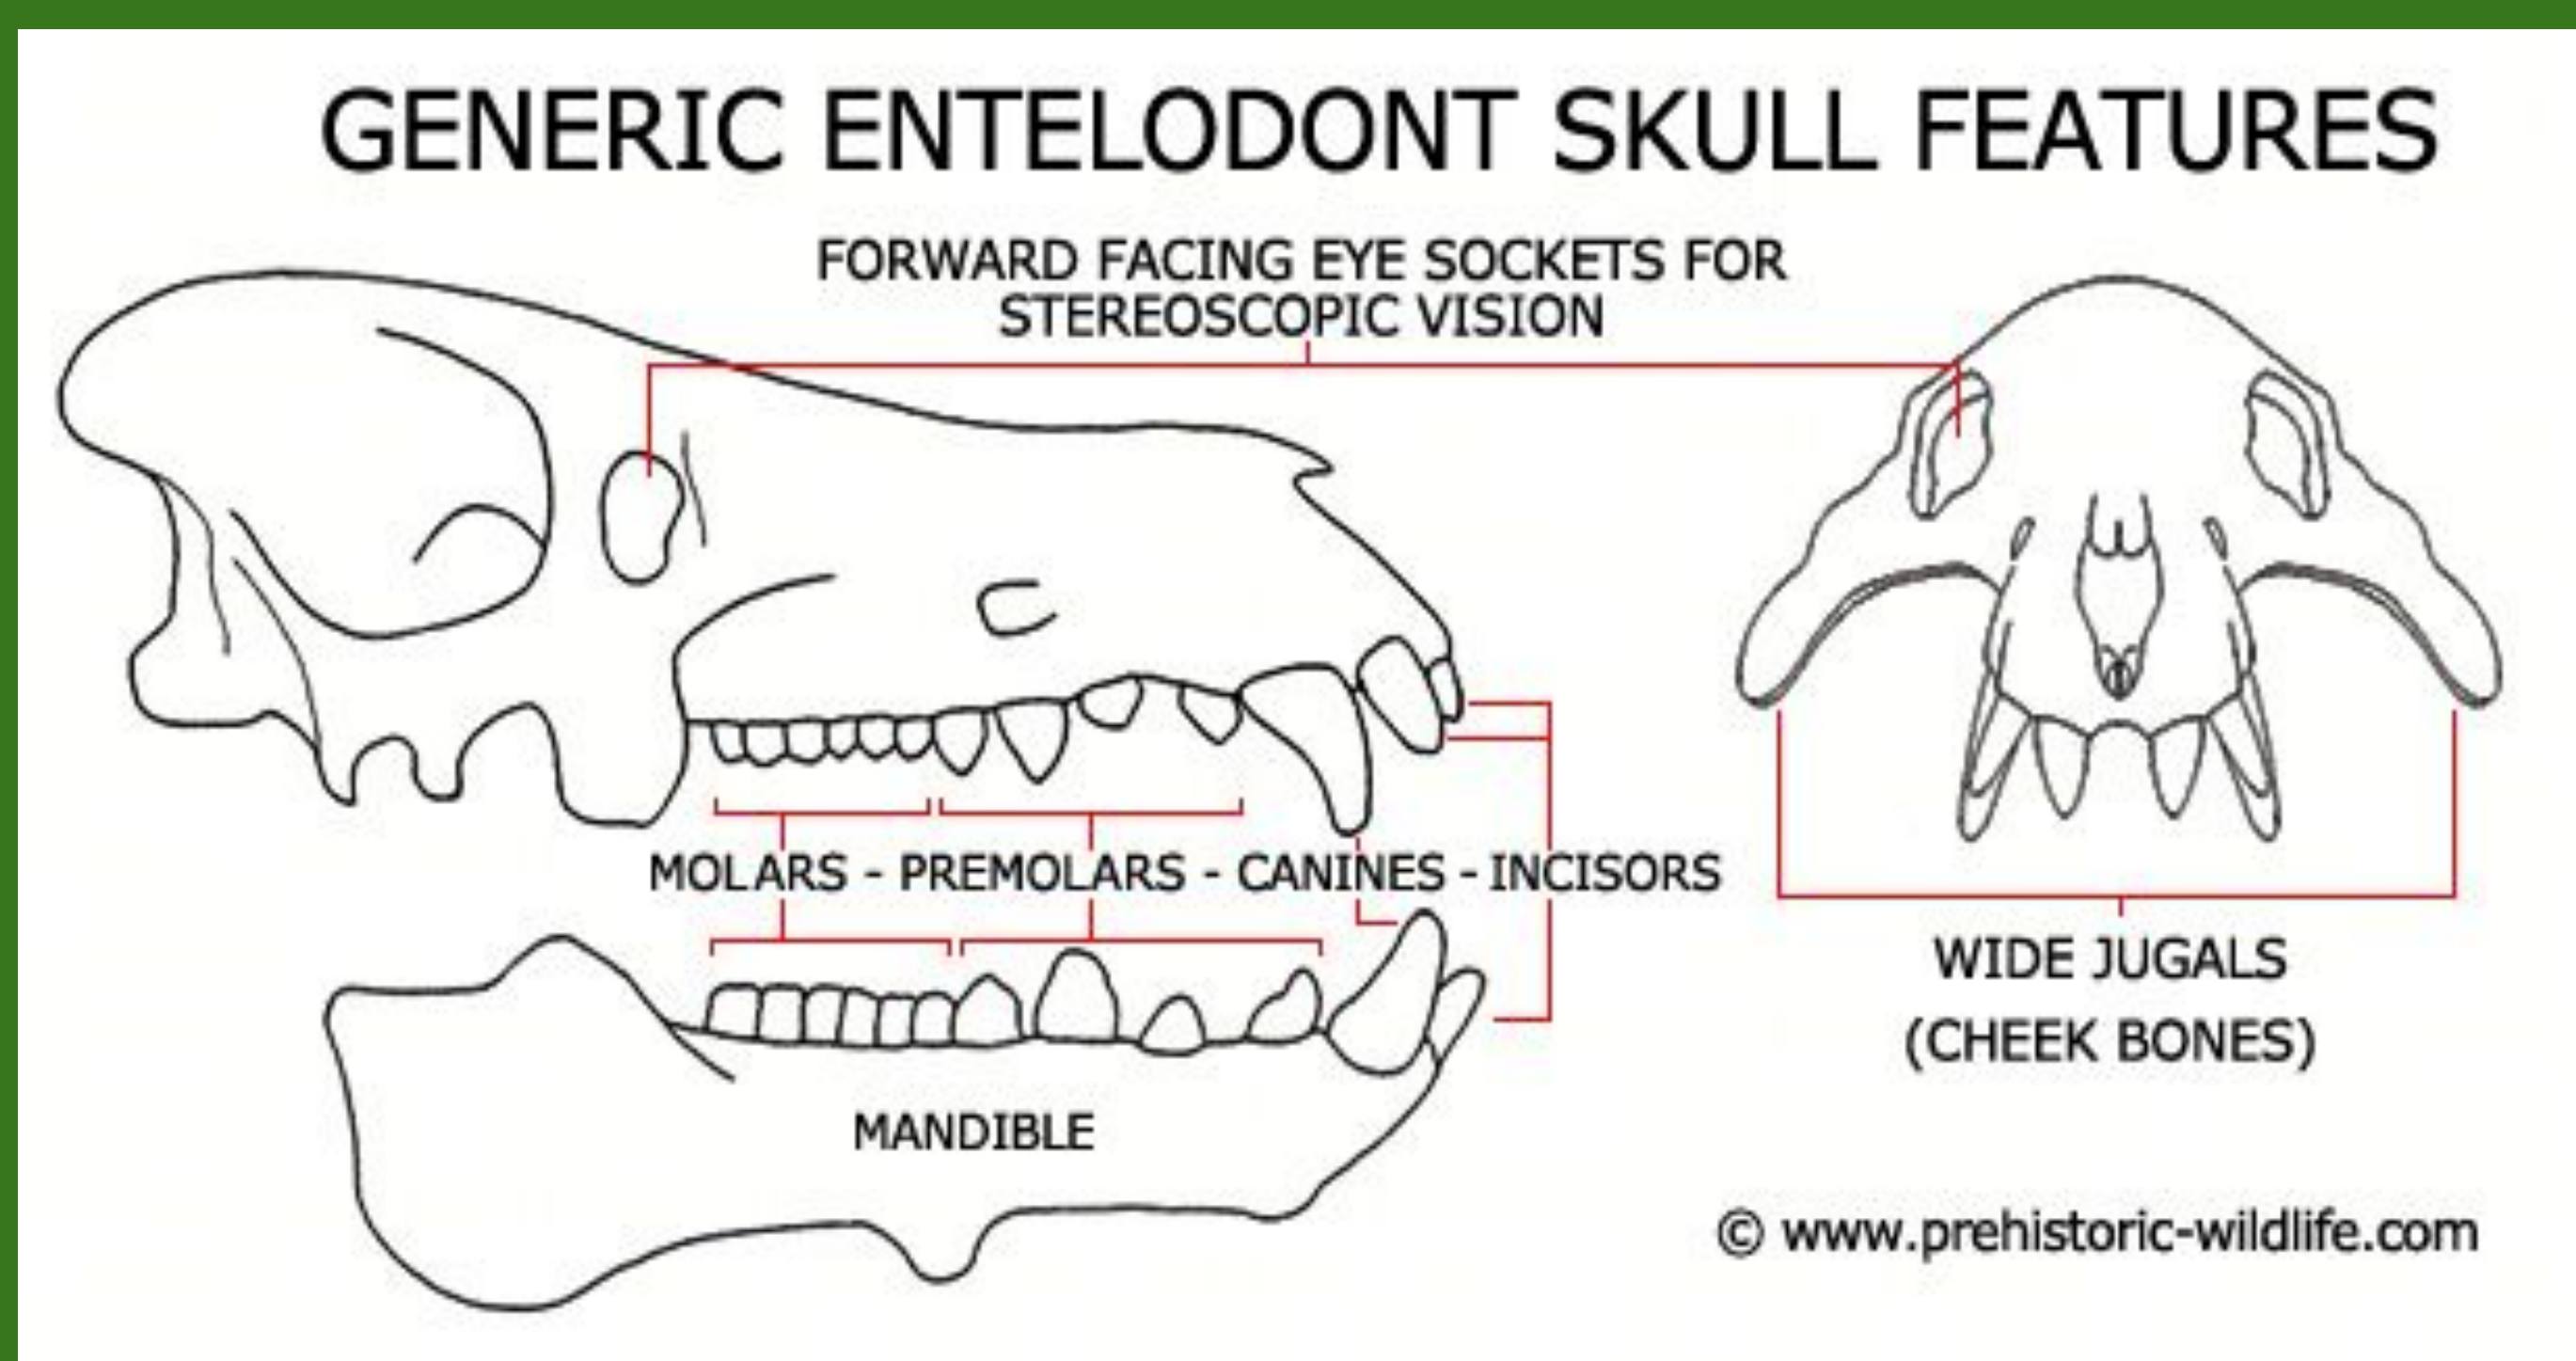 GENERIC ENTELODONT SKULL FEATURES
FORWARD FACING EYE SOCKETS FOR
STEREOSCOPIC VISION
MOLARS - PREMOLARS - CANINES - INCISORS
MANDIBLE
WIDE JUGALS
(CHEEK BONES)
© www.prehistoric-wildlife.com